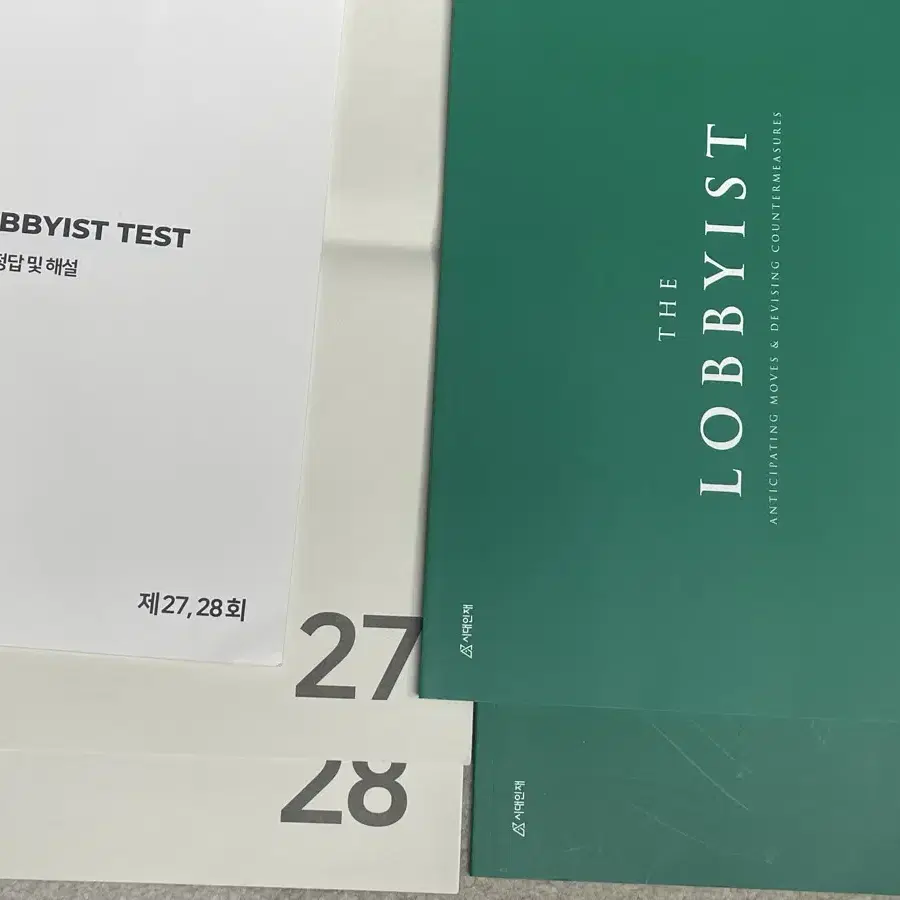 BBYIST TEST
정답 및 해설
제27, 28회
27
28
THE
LOBBYIST
ANTICIPATING MOVES & DEVISING COUNTERMEASURES
시대인재
시대인재